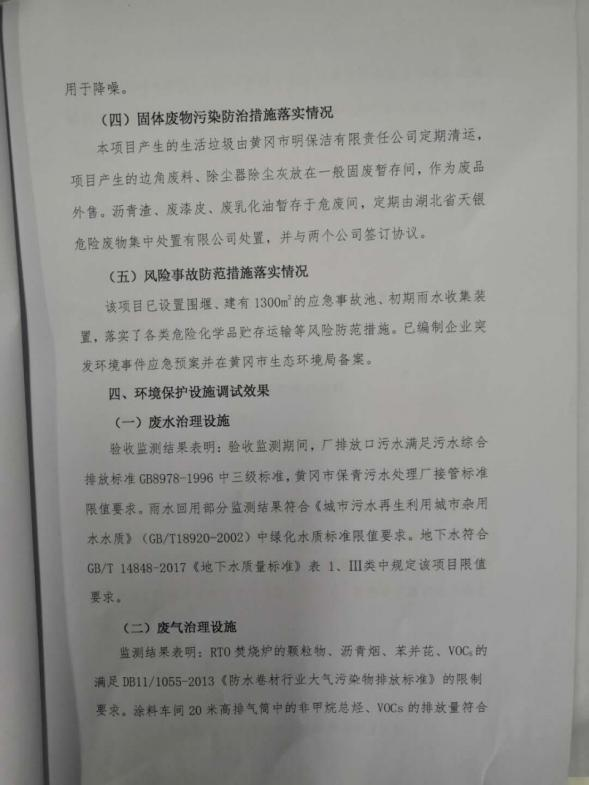 用于降噪。
（四）固体废物污染防治措施落实情况
本项目产生的生活垃圾由黄冈市明保洁有限责任公司定期清运，
项目产生的边角废料、除尘器除尘灰放在一般固废暂存间，作为废品
外售。沥青渣、废漆皮、废乳化油暂存于危废间，定期由湖北省天银
危险废物集中处置有限公司处置，并与两个公司签订协议。
（五）风险事故防范措施落实情况
该项目已设置围堰、建有1300m³的应急事故池、初期雨水收集装
置，落实了各类危险化学品贮存运输等风险防范措施。已编制企业突
发环境事件应急预案并在黄冈市生态环境局备案。
四、环境保护设施调试效果
（一）废水治理设施
验收监测结果表明：验收监测期间，厂排放口污水满足污水综合
排放标准GB8978-1996中三级标准，黄冈市保青污水处理厂接管标准
限值要求。雨水回用部分监测结果符合《城市污水再生利用城市杂用
水水质》（GB/T18920-2002）中绿化水质标准限值要求。地下水符合
GB/T 14848-2017《地下水质量标准》表 1、Ⅲ类中规定该项目限值
要求。
（二）废气治理设施
监测结果表明：RTO焚烧炉的颗粒物、沥青烟、苯并芘、VOCs的
满足DB11/1055-2013《防水卷材行业大气污染物排放标准》的限制
要求。涂料车间20米高排气筒中的非甲烷总烃、VOCs的排放量符合